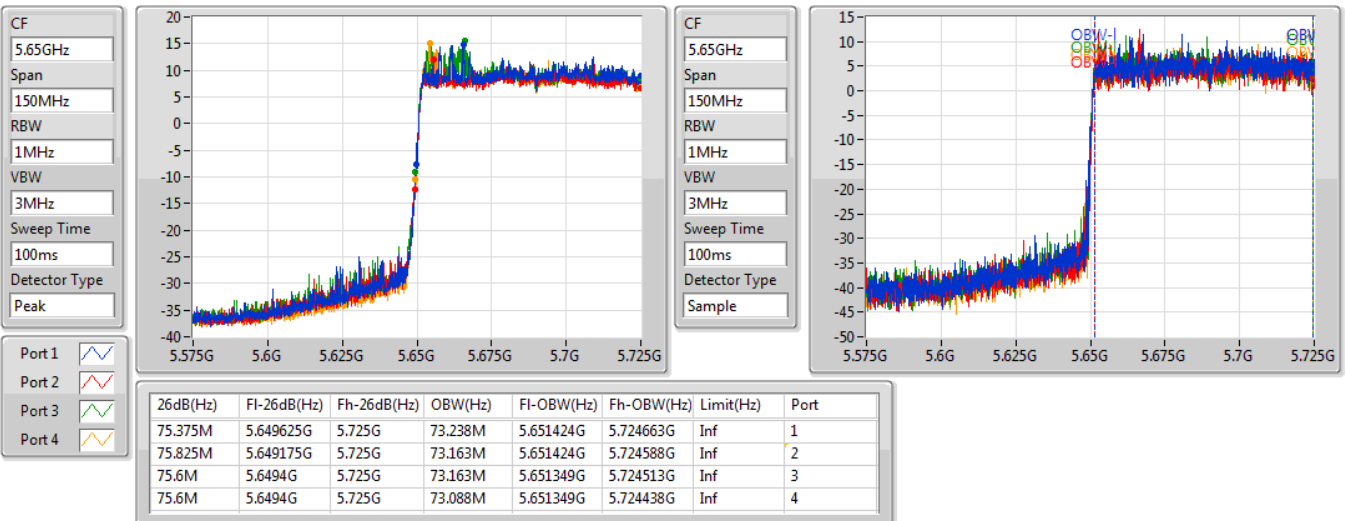 CF
5.65GHz
Span
150MHz
RBW
1MHz
VBW
3MHz
Sweep Time
100ms
Detector Type
Peak
20
15
10
5
0
-5
-10
-15
-20
-25
-30
-35
-40
5.575G 5.6G 5.625G 5.65G 5.675G 5.7G 5.725G
CF
5.65GHz
Span
150MHz
RBW
1MHz
VBW
3MHz
Sweep Time
100ms
Detector Type
Sample
15
10
5
0
-5
-10
-15
-20
-25
-30
-35
-40
-45
-50
OBW-l
5.575G 5.6G 5.625G 5.65G 5.675G 5.7G 5.725G
Port 1
Port 2
Port 3
Port 4
26dB(Hz) Fl-26dB(Hz) Fh-26dB(Hz) OBW(Hz) Fl-OBW(Hz) Fh-OBW(Hz) Limit(Hz) Port
75.375M 5.649625G 5.725G 73.238M 5.651424G 5.724663G Inf 1
75.825M 5.649175G 5.725G 73.163M 5.651424G 5.724588G Inf 2
75.6M 5.6494G 5.725G 73.163M 5.651349G 5.724513G Inf 3
75.6M 5.6494G 5.725G 73.088M 5.651349G 5.724438G Inf 4